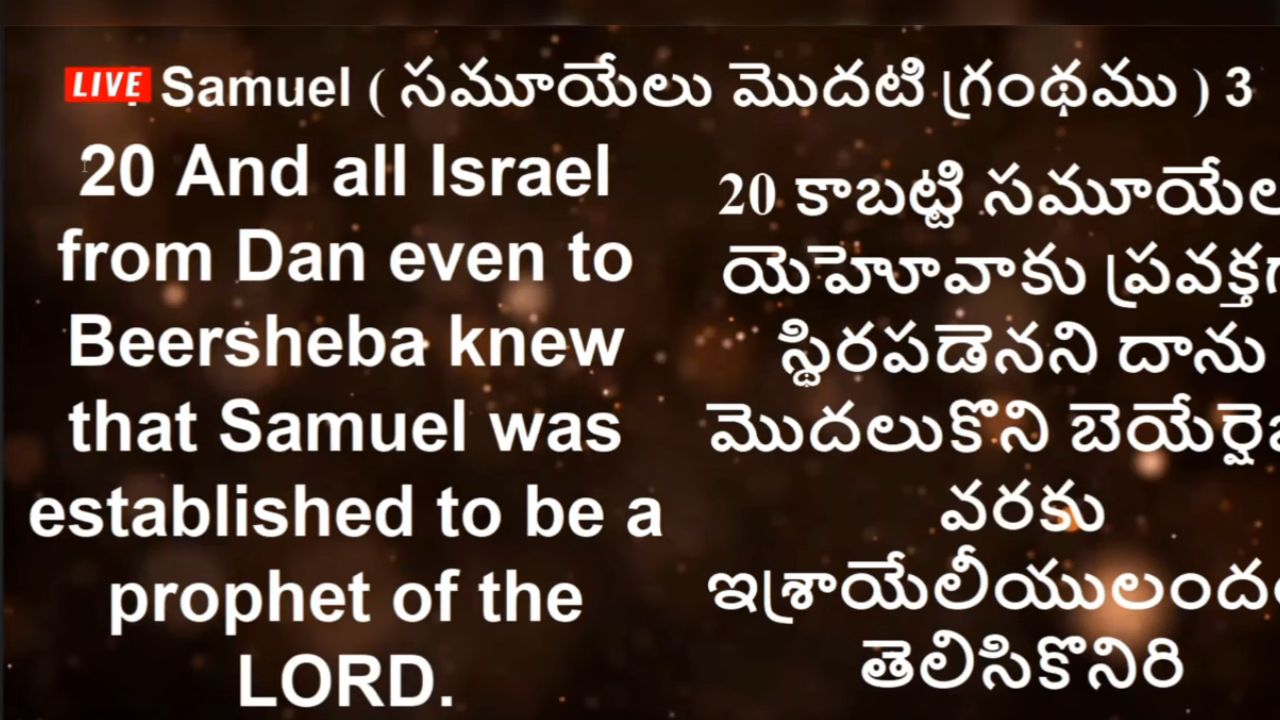 LIVE Samuel ( సమూయేలు మొదటి గ్రంథము ) 3
20 And all Israel
from Dan even to
Beersheba knew
that Samuel was
established to be a
prophet of the
LORD.
20 కాబట్టి
యెహోవాకు
స్థిరపడెనని దాను
మొదలుకొని
వరకు
తెలిసికొనిరి